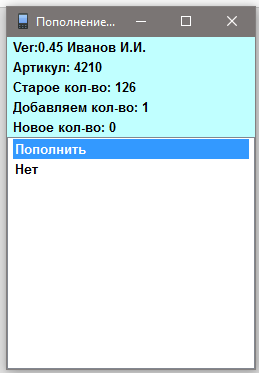 Пополнение...
Ver:0.45 Иванов И.И.
Артикул: 4210
Старое кол-во: 126
Добавляем кол-во: 1
Новое кол-во: 0
Пополнить
Нет